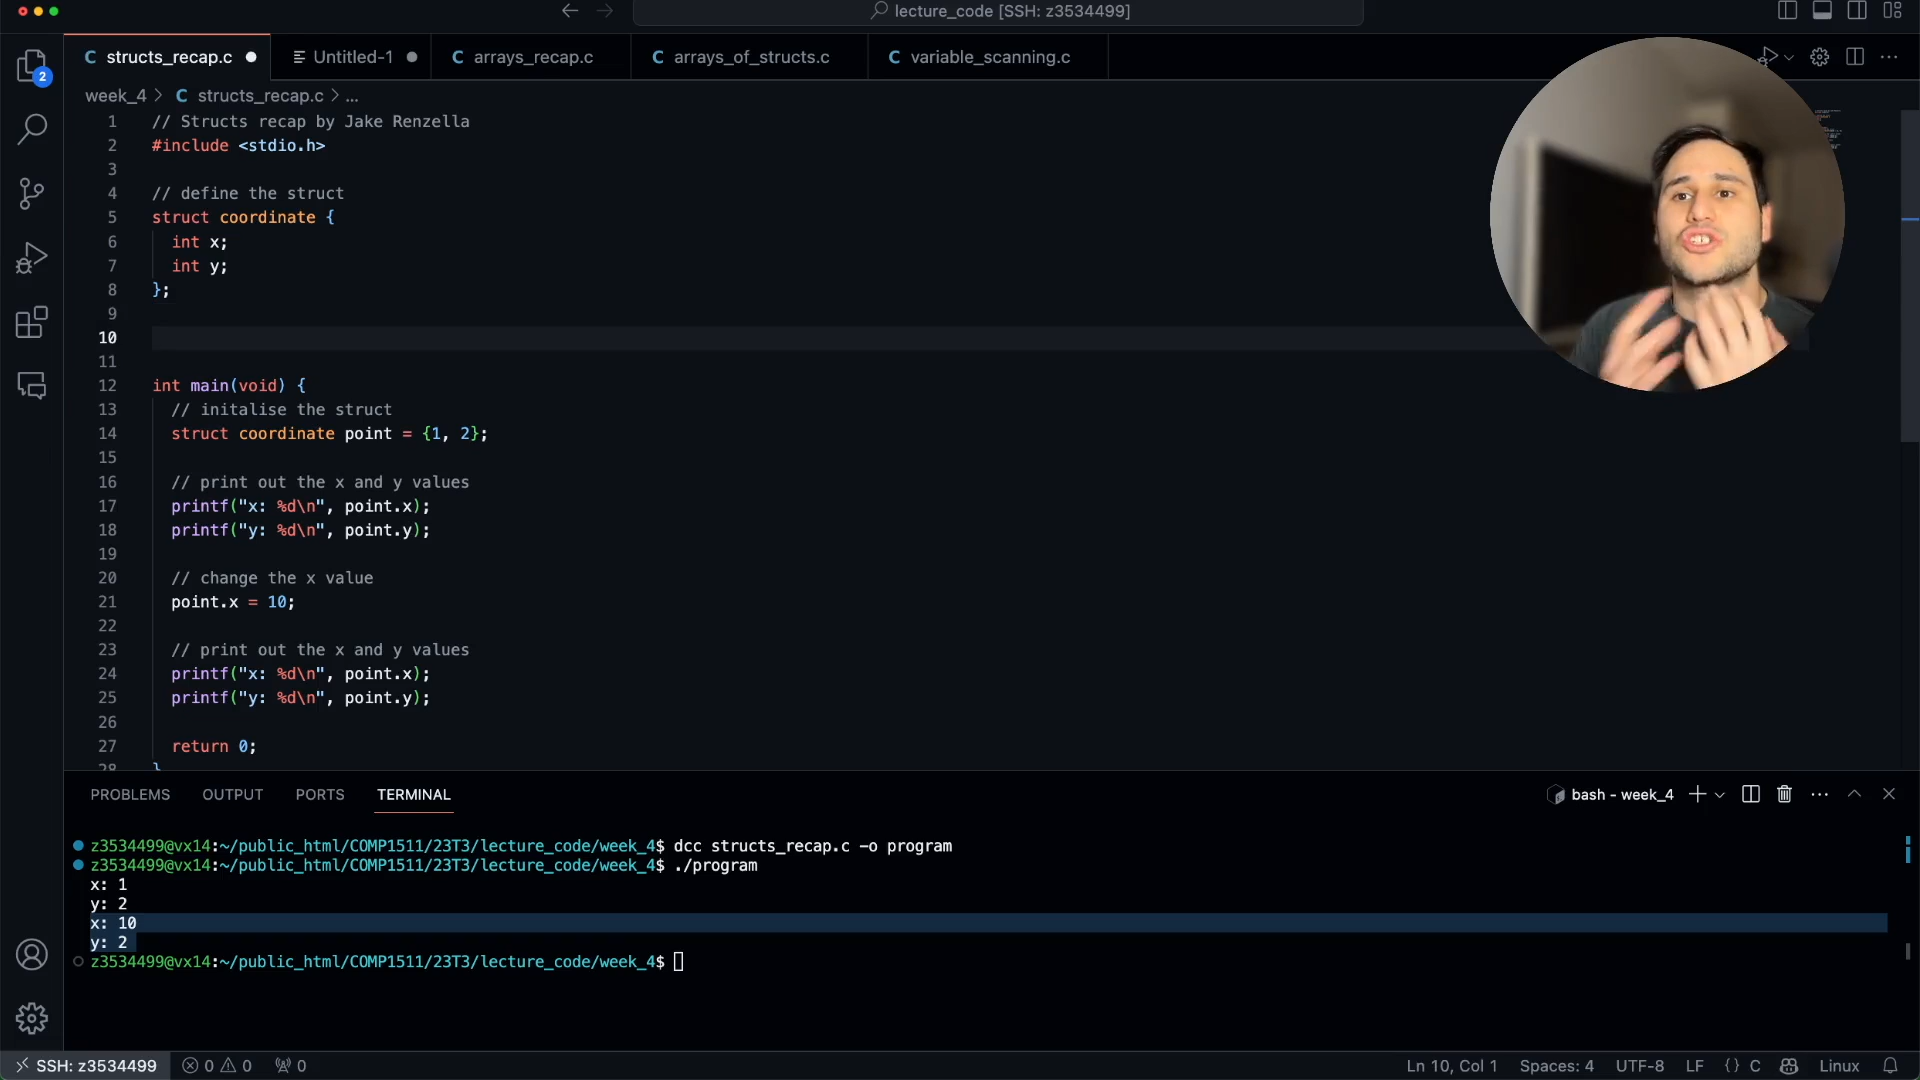 lecture_code [SSH: z3534499]
C structs_recap.c
Untitled-1
C arrays_recap.c
C arrays_of_structs.c
C variable_scanning.c
2
week_4 > C structs_recap.c > ...
1 // Structs recap by Jake Renzella
2 #include <stdio.h>
3
4 // define the struct
5 struct coordinate {
6 int x;
7 int y;
8 };
9
10
11
12 int main(void) {
13 // initalise the struct
14 struct coordinate point = {1, 2};
15
16 // print out the x and y values
17 printf("x: %d\n", point.x);
18 printf("y: %d\n", point.y);
19
20 // change the x value
21 point.x = 10;
22
23 // print out the x and y values
24 printf("x: %d\n", point.x);
25 printf("y: %d\n", point.y);
26
27 return 0;
28 }
PROBLEMS OUTPUT PORTS TERMINAL
bash - week_4
z3534499@vx14:~/public_html/COMP1511/23T3/lecture_code/week_4$ dcc structs_recap.c -o program
z3534499@vx14:~/public_html/COMP1511/23T3/lecture_code/week_4$ ./program
x: 1
y: 2
x: 10
y: 2
z3534499@vx14:~/public_html/COMP1511/23T3/lecture_code/week_4$
SSH: z3534499 0 0 0
Ln 10, Col 1 Spaces: 4 UTF-8 LF {} C Linux